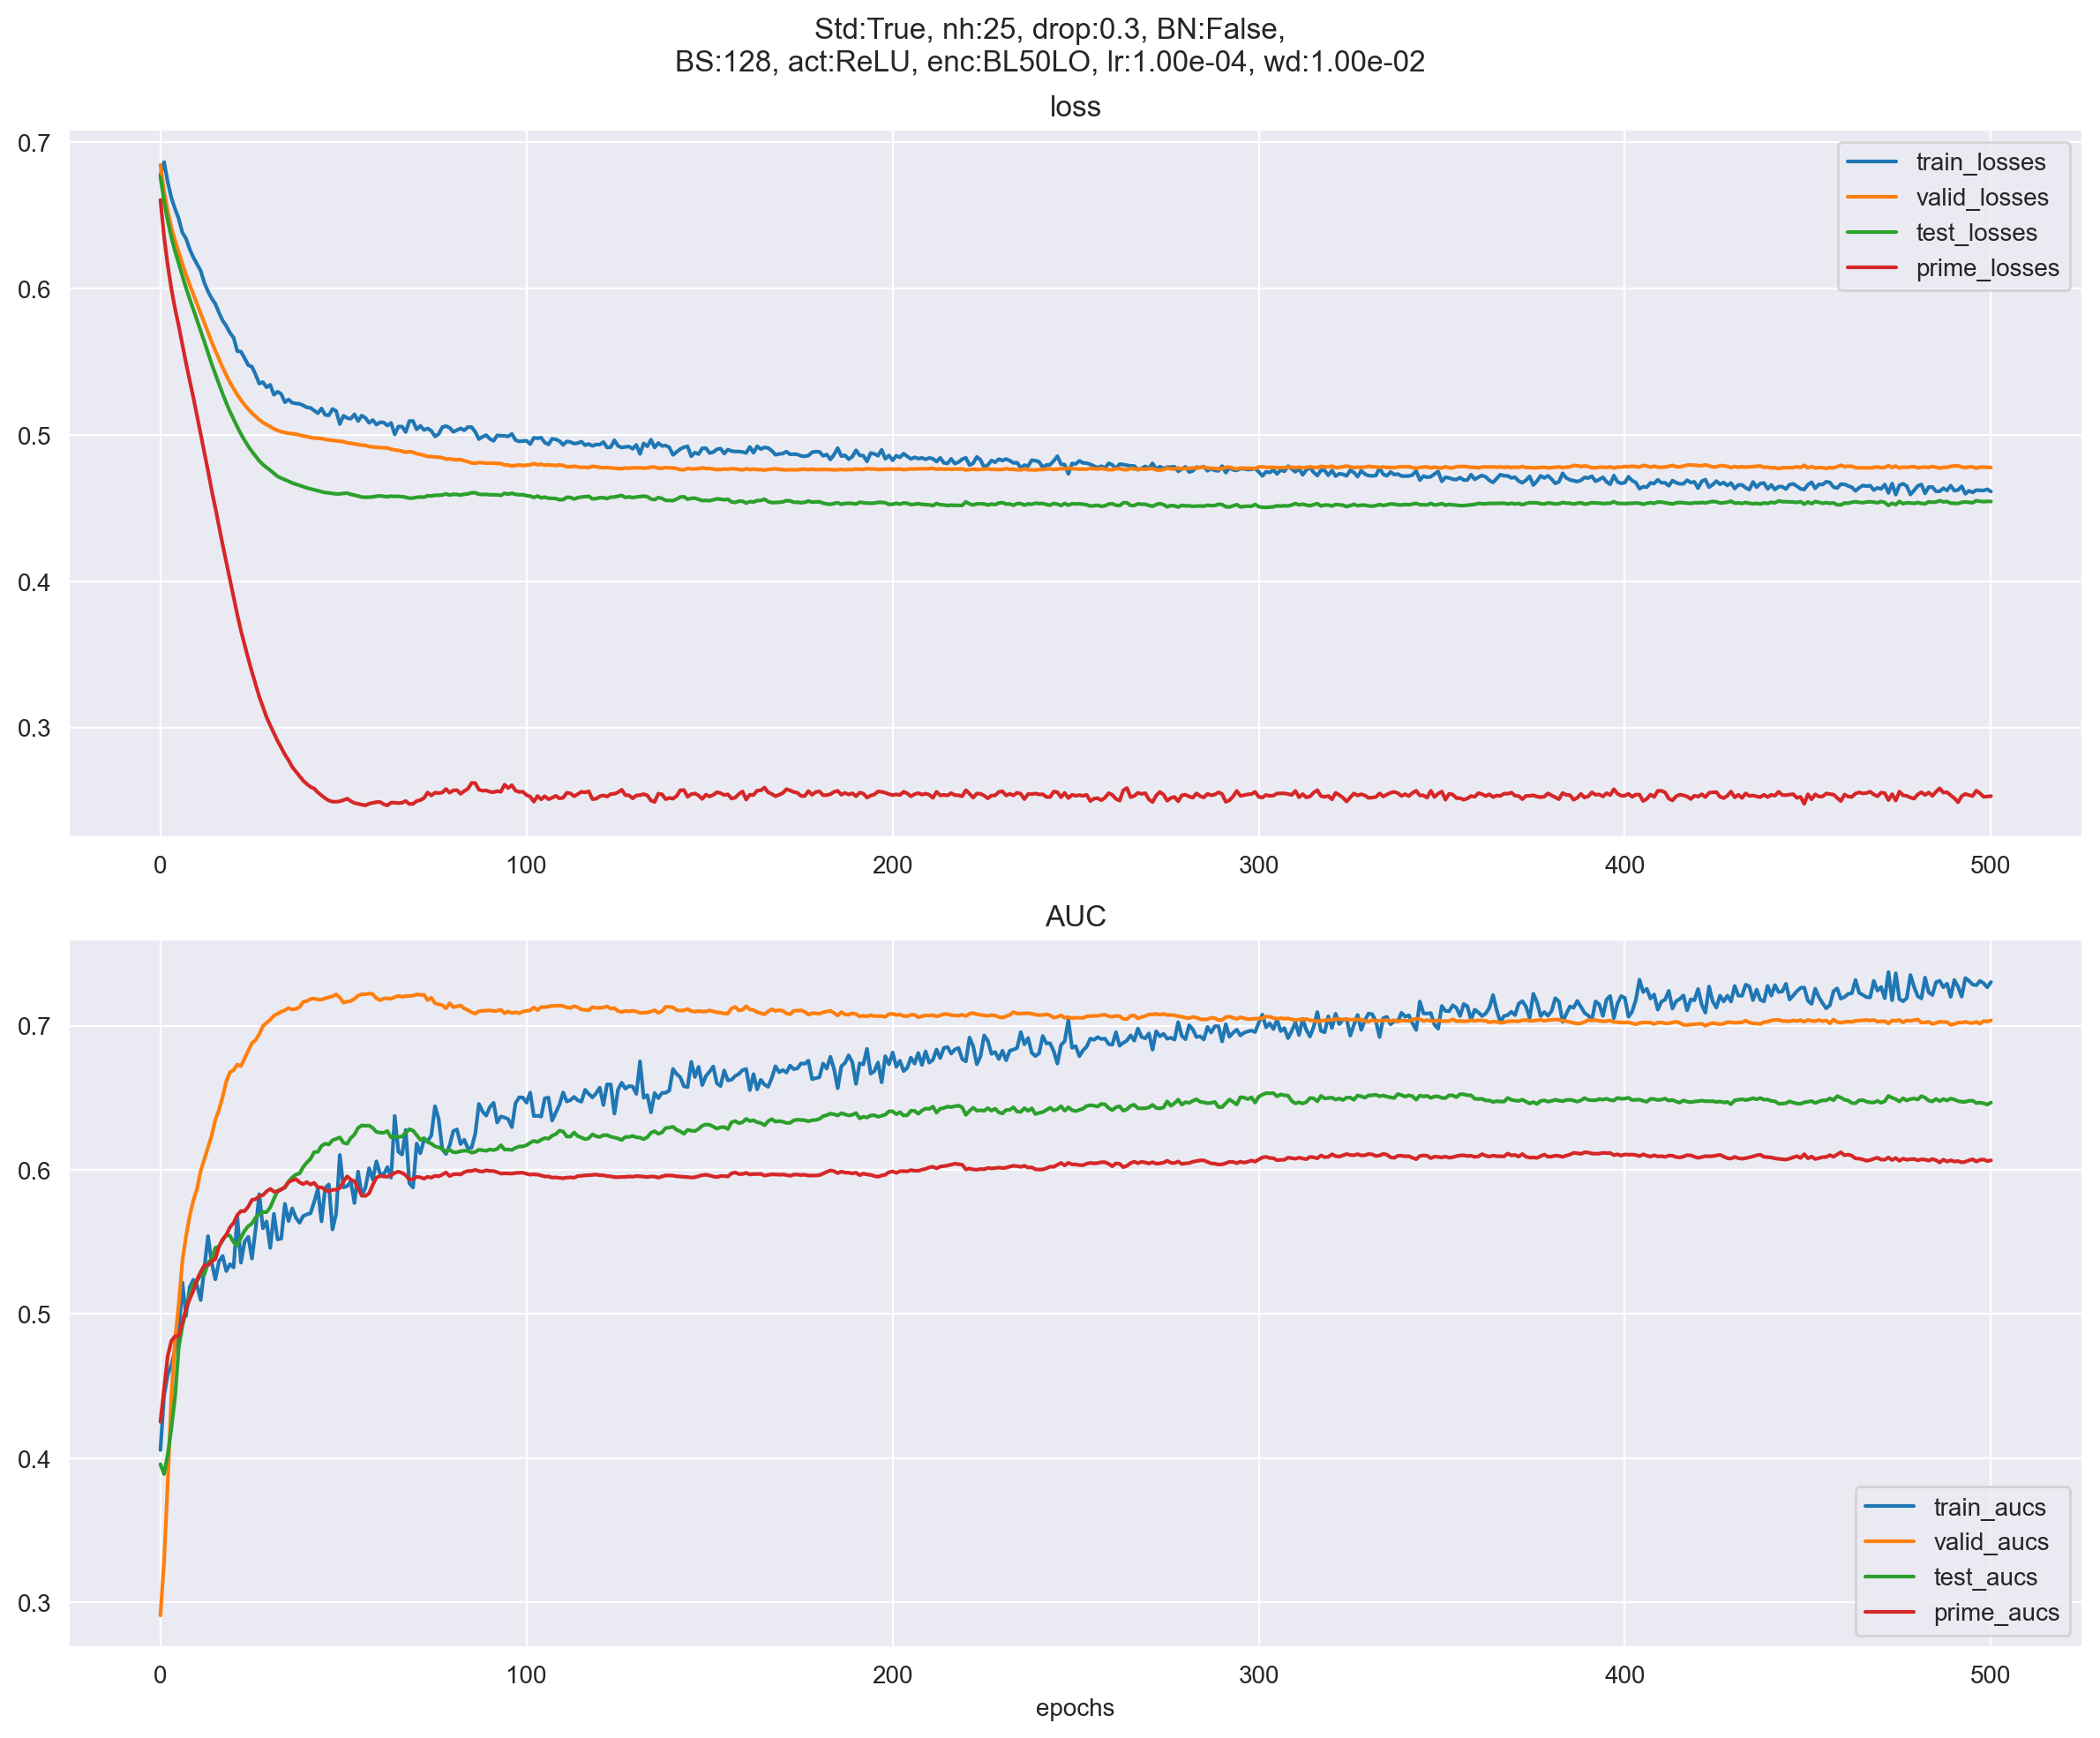 Std:True, nh:25, drop:0.3, BN:False,
BS:128, act:ReLU, enc:BL50LO, lr:1.00e-04, wd:1.00e-02
loss
0.7
0.6
0.5
0.4
0.3
train_losses
valid_losses
test_losses
prime_losses
0 100 200 300 400 500
AUC
0.7
0.6
0.5
0.4
0.3
train_aucs
valid_aucs
test_aucs
prime_aucs
0 100 200 300 400 500
epochs